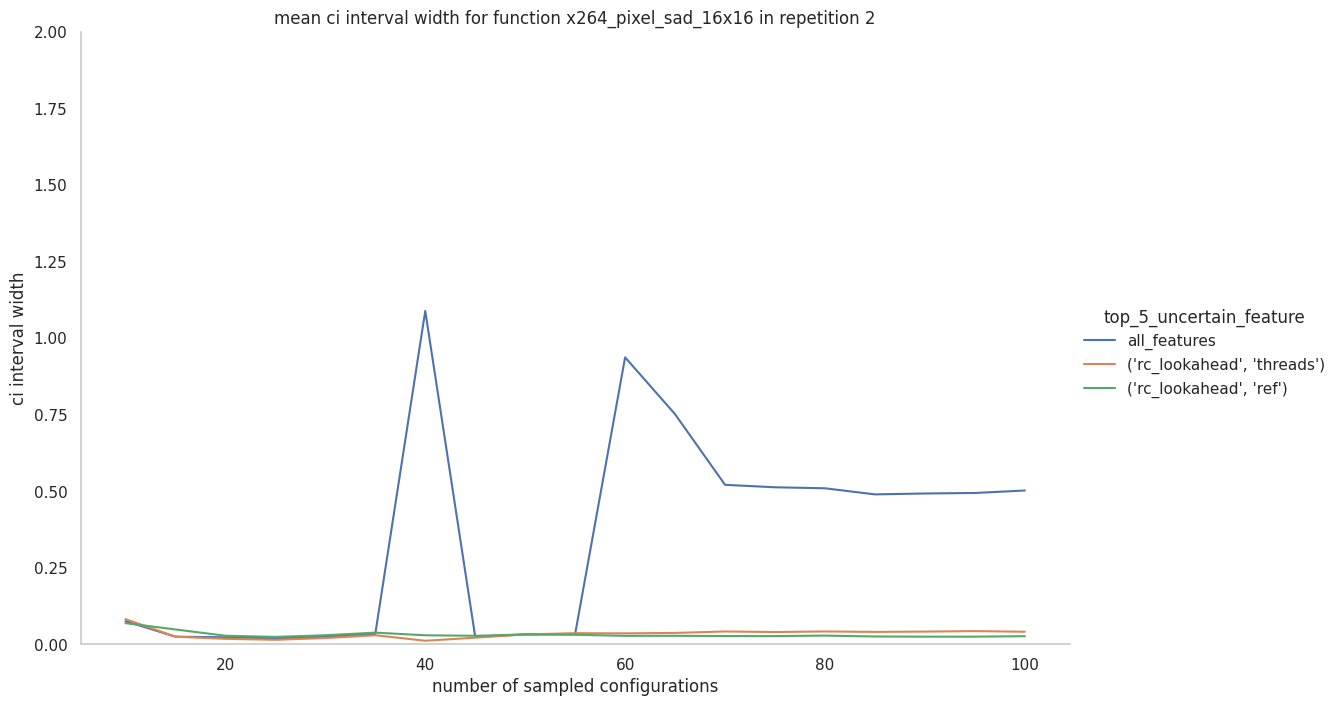 mean ci interval width for function x264_pixel_sad_16x16 in repetition 2
2.00
1.75
1.50
1.25
1.00
0.75
0.50
0.25
0.00
ci interval width
20
40
60
80
100
number of sampled configurations
top_5_uncertain_feature
all_features
('rc_lookahead', 'threads')
('rc_lookahead', 'ref')